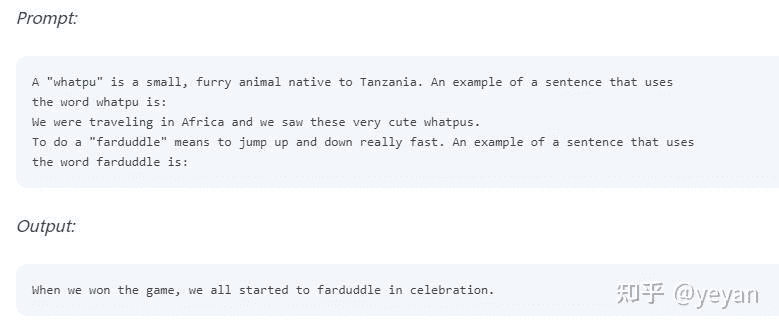 Prompt:
A "whatpu" is a small, furry animal native to Tanzania. An example of a sentence that uses
the word whatpu is:
We were traveling in Africa and we saw these very cute whatpus.
To do a "farduddle" means to jump up and down really fast. An example of a sentence that uses
the word farduddle is:
Output:
When we won the game, we all started to farduddle in celebration.
知乎 @yeyan